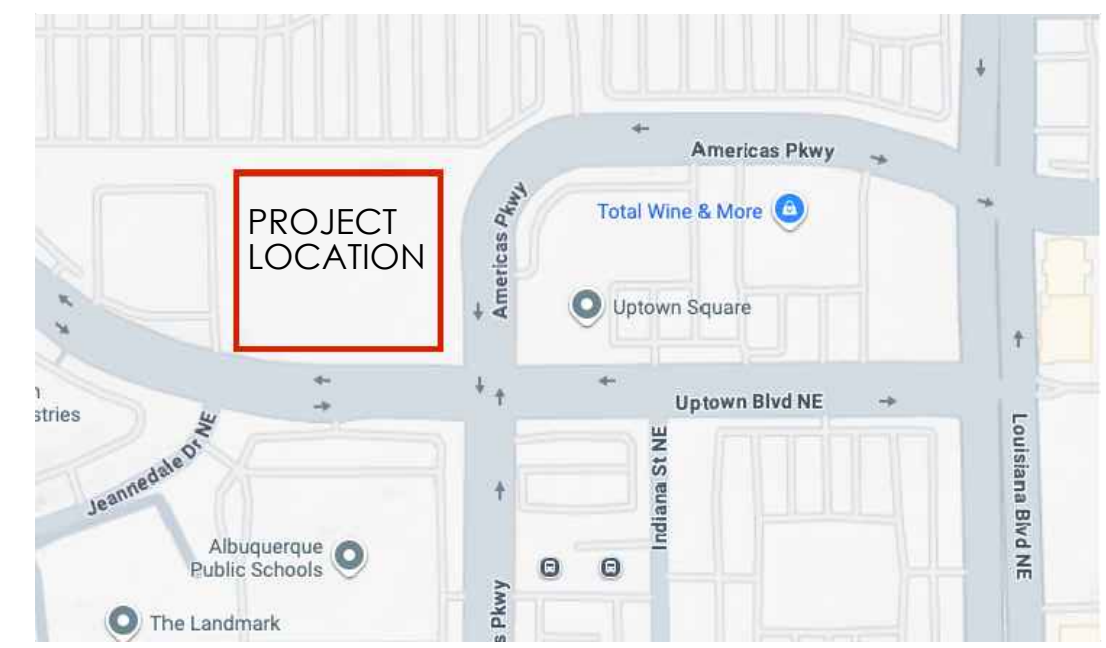 Americas Pkwy
Americas Pkwy
PROJECT
LOCATION
Total Wine & More
Uptown Square
Uptown Blvd NE
Louisiana Blvd NE
Indiana St NE
stries
Jeannedale Dr NE
Albuquerque
Public Schools
The Landmark
s Pkwy